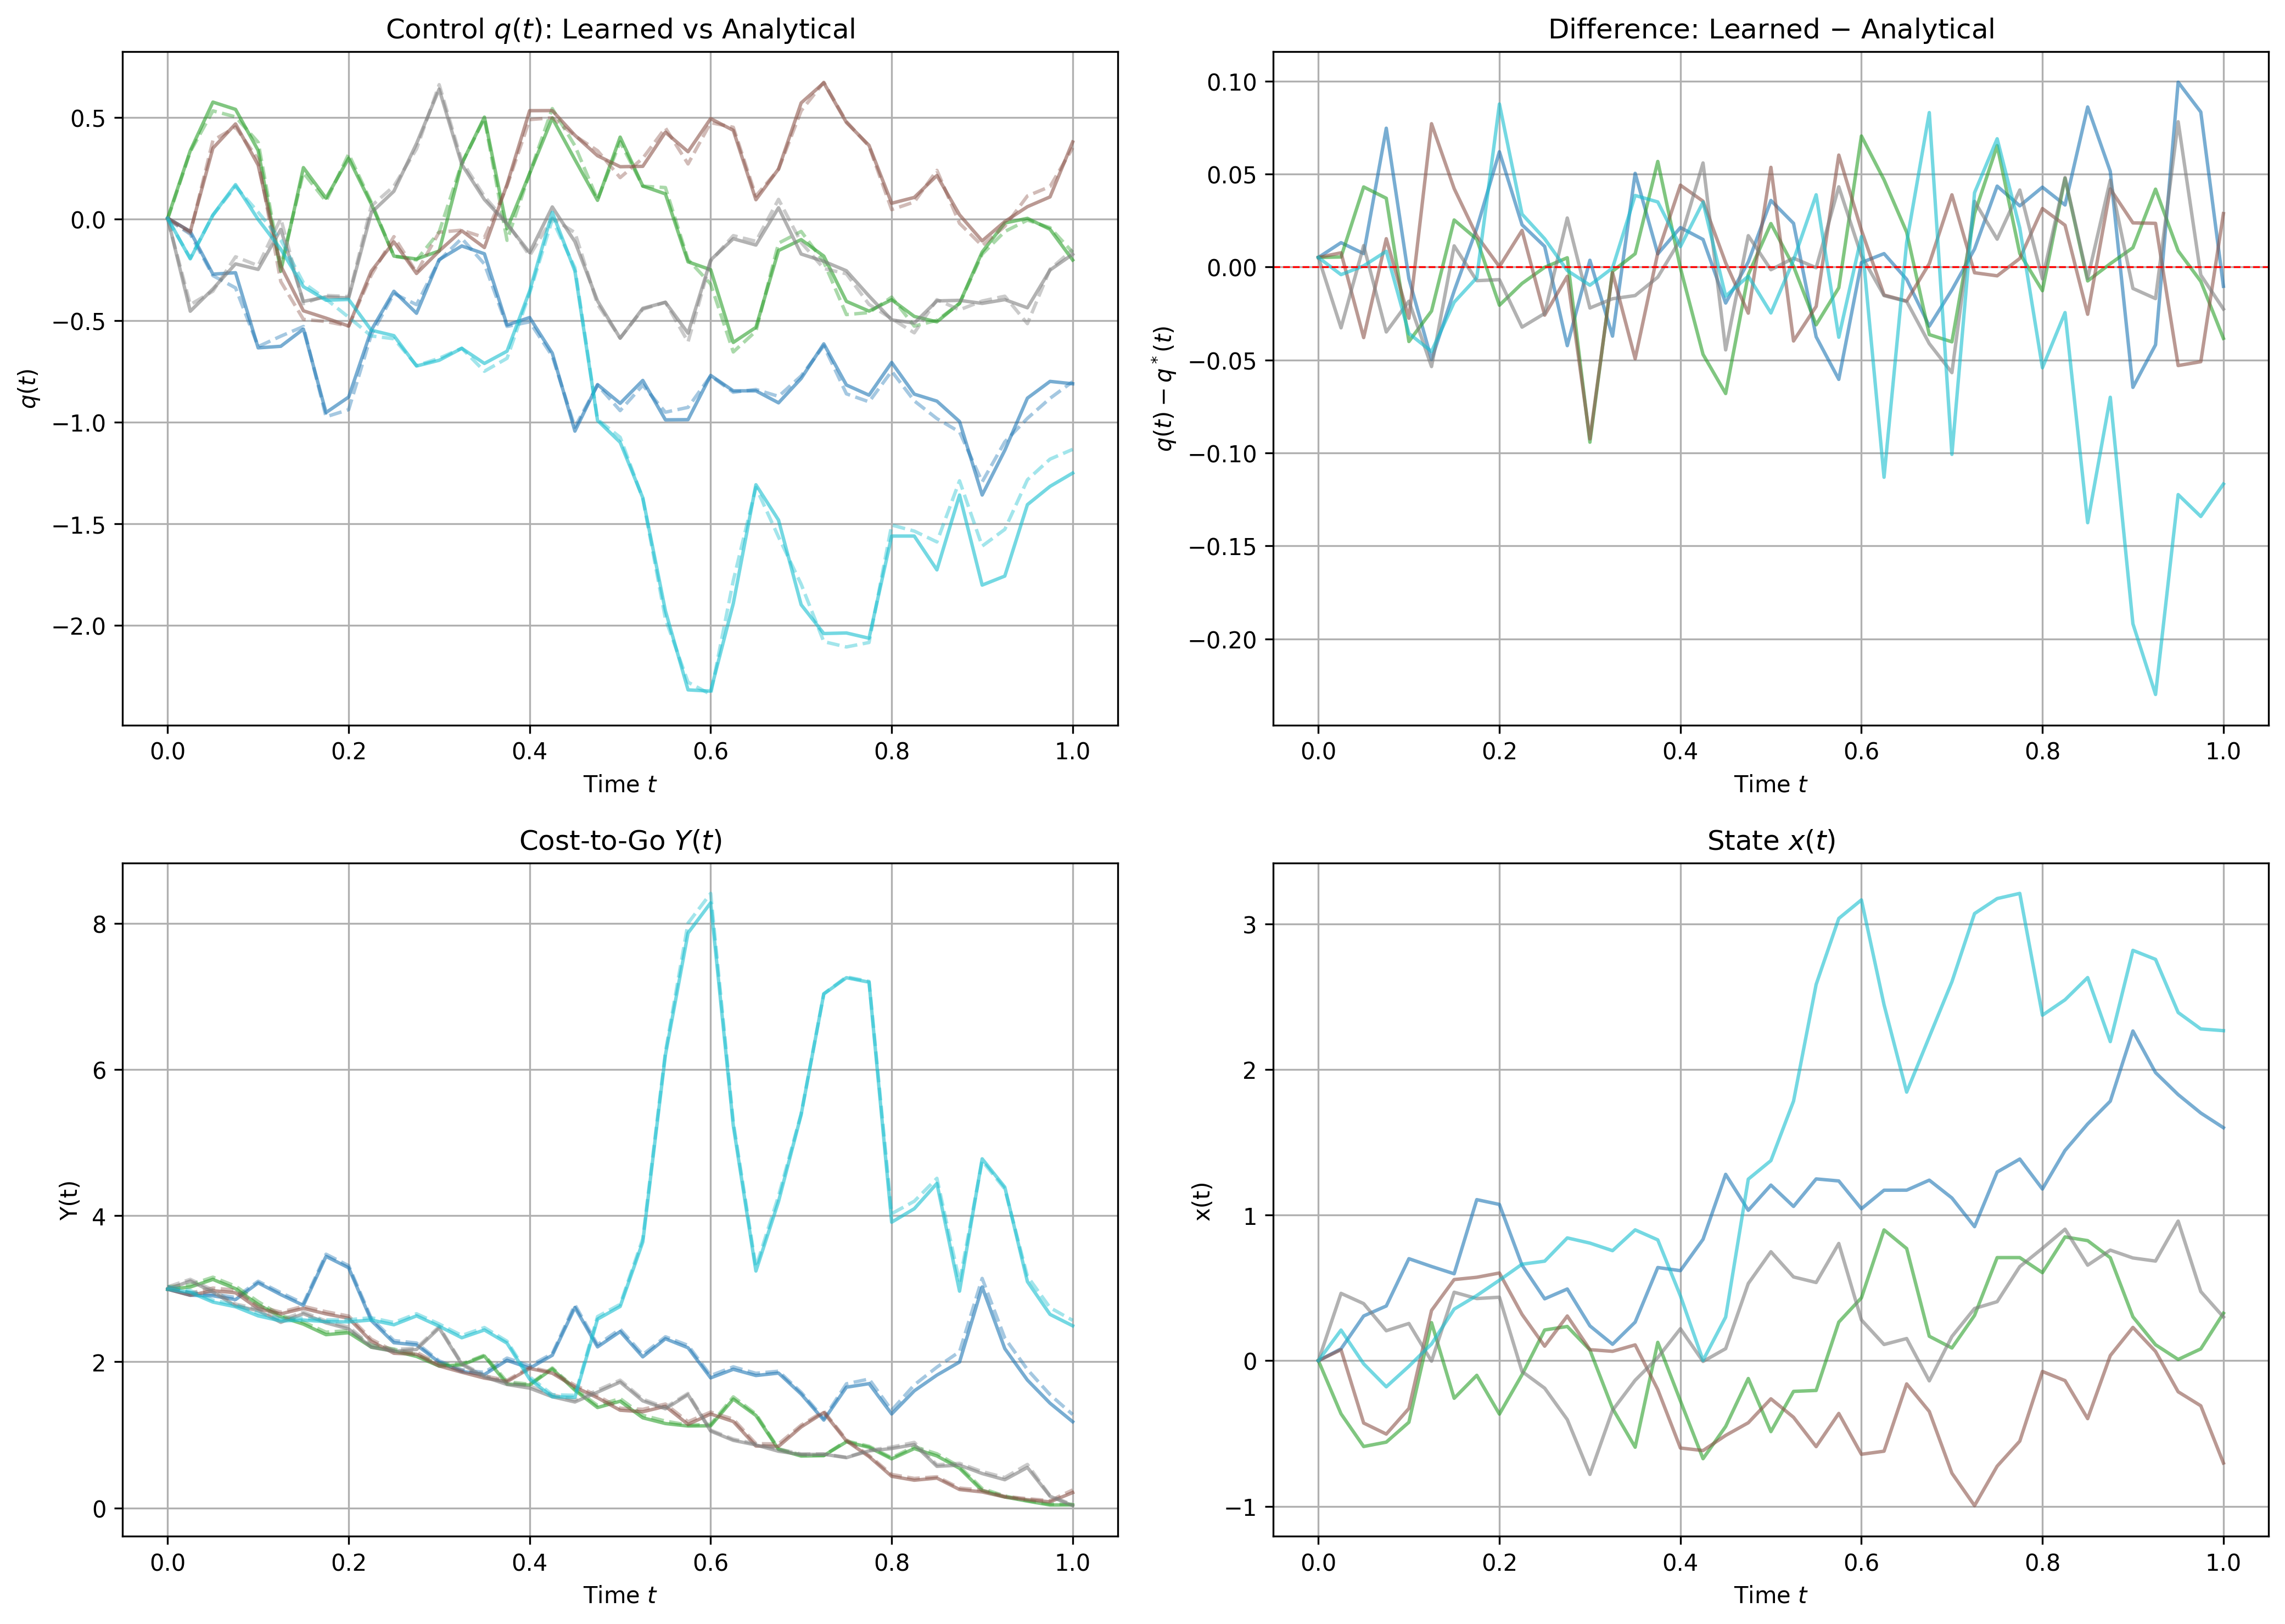 Control q(t): Learned vs Analytical
q(t)
0.5
0.0
−0.5
−1.0
−1.5
−2.0
0.0 0.2 0.4 0.6 0.8 1.0
Time t
Difference: Learned − Analytical
q(t) − q*(t)
0.10
0.05
0.00
−0.05
−0.10
−0.15
−0.20
0.0 0.2 0.4 0.6 0.8 1.0
Time t
Cost-to-Go Y(t)
Y(t)
8
6
4
2
0
0.0 0.2 0.4 0.6 0.8 1.0
Time t
State x(t)
x(t)
3
2
1
0
−1
0.0 0.2 0.4 0.6 0.8 1.0
Time t